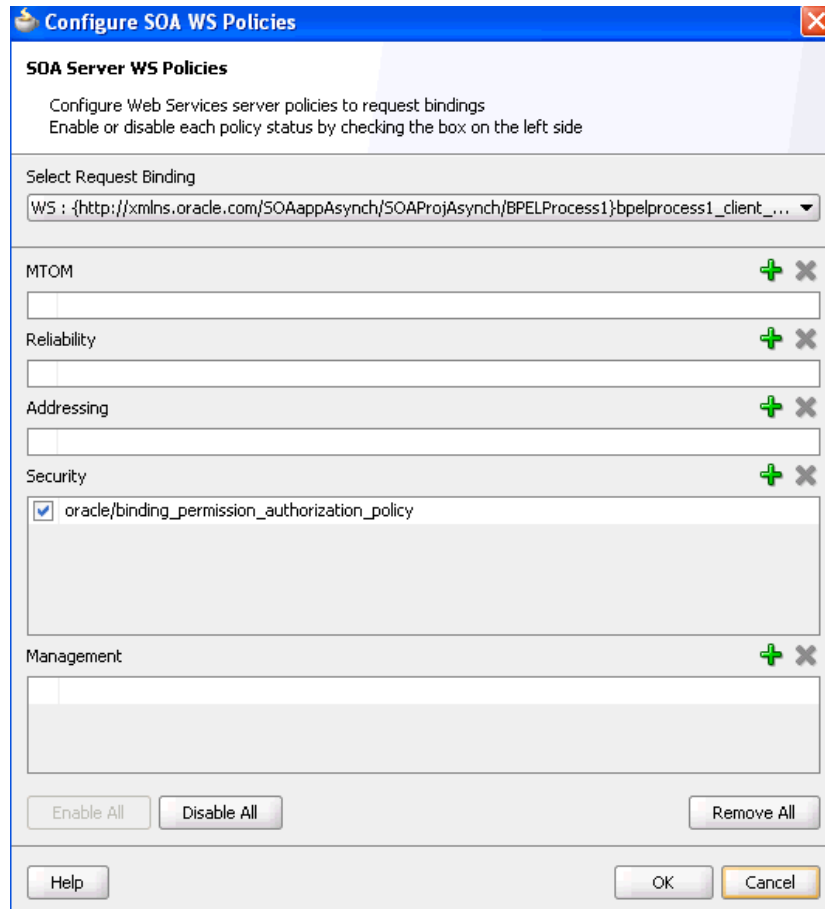 Configure SOA WS Policies
SOA Server WS Policies
Configure Web Services server policies to request bindings
Enable or disable each policy status by checking the box on the left side
Select Request Binding
WS : {http://xmlns.oracle.com/SOAappAsynch/SOAProjAsynch/BPELProcess1}bpelprocess1_client_...
MTOM
Reliability
Addressing
Security
oracle/binding_permission_authorization_policy
Management
Enable All
Disable All
Remove All
Help
OK
Cancel